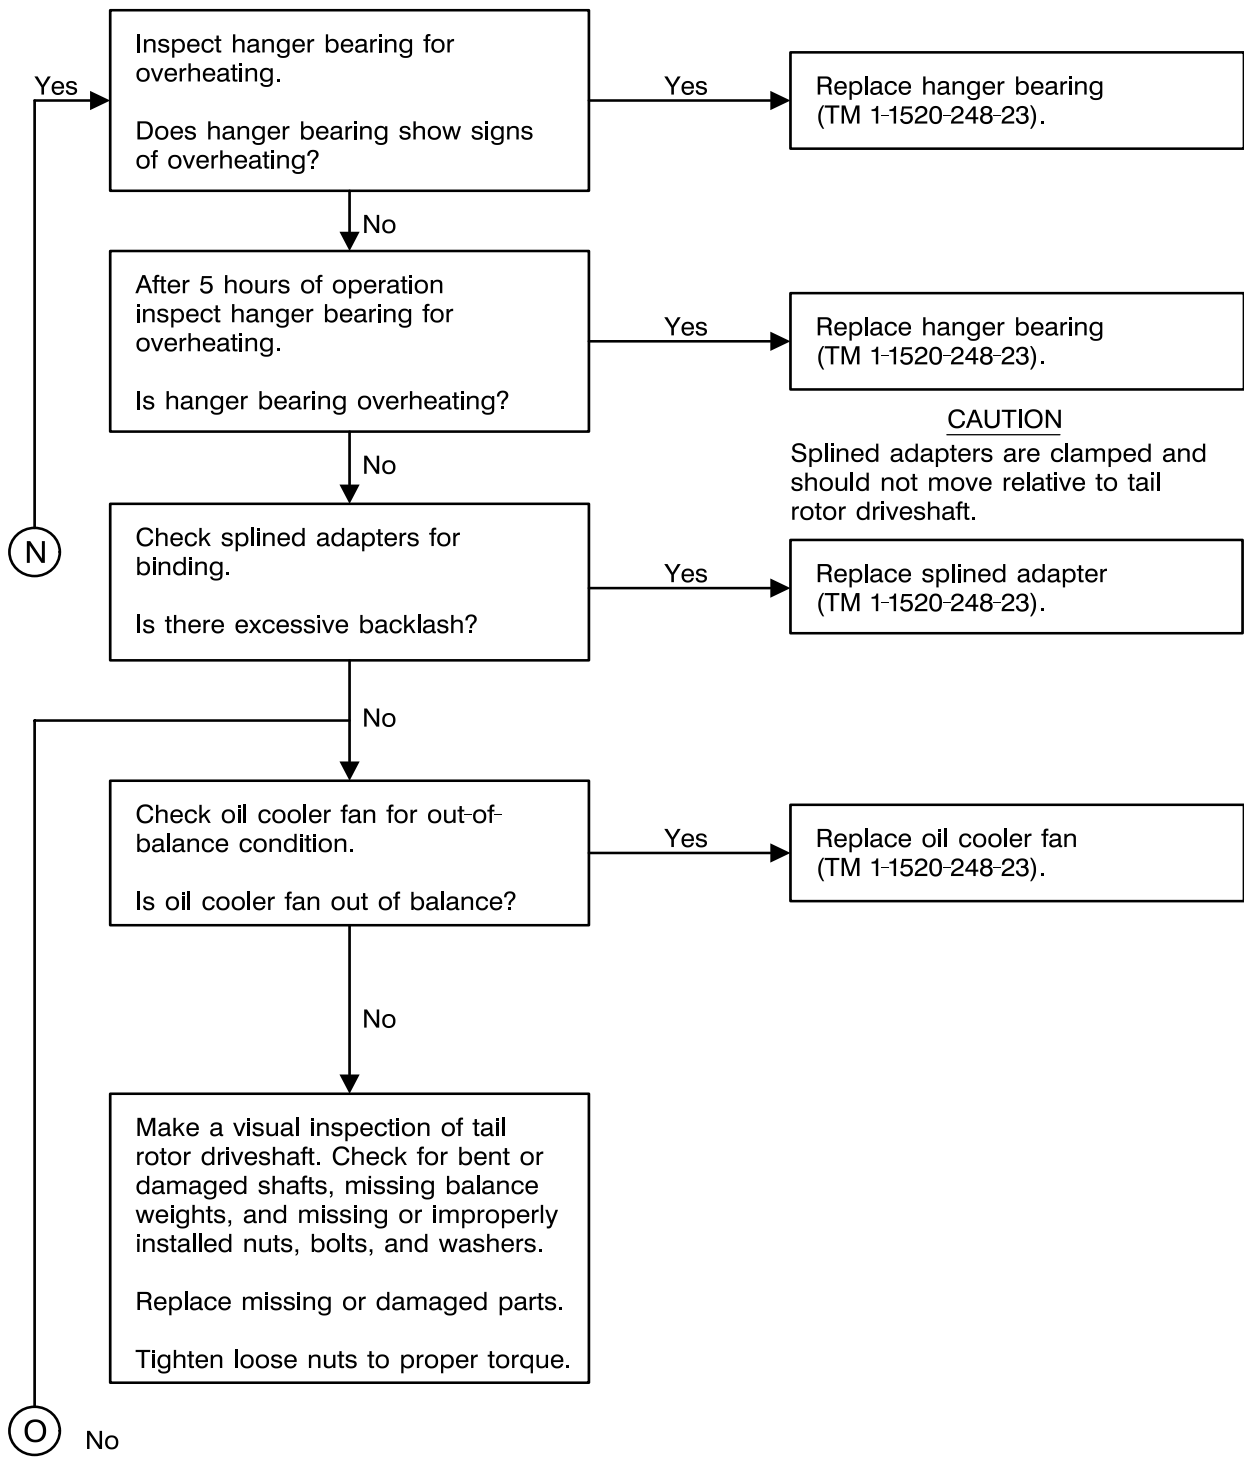 Yes
Inspect hanger bearing for
overheating.
Does hanger bearing show signs
of overheating?
Yes
Replace hanger bearing
(TM 1-1520-248-23).
No
After 5 hours of operation
inspect hanger bearing for
overheating.
Is hanger bearing overheating?
Yes
Replace hanger bearing
(TM 1-1520-248-23).
CAUTION
Splined adapters are clamped and
should not move relative to tail
rotor driveshaft.
No
N
Check splined adapters for
binding.
Is there excessive backlash?
Yes
Replace splined adapter
(TM 1-1520-248-23).
No
Check oil cooler fan for out-of-
balance condition.
Is oil cooler fan out of balance?
Yes
Replace oil cooler fan
(TM 1-1520-248-23).
No
Make a visual inspection of tail
rotor driveshaft. Check for bent or
damaged shafts, missing balance
weights, and missing or improperly
installed nuts, bolts, and washers.
Replace missing or damaged parts.
Tighten loose nuts to proper torque.
O
No